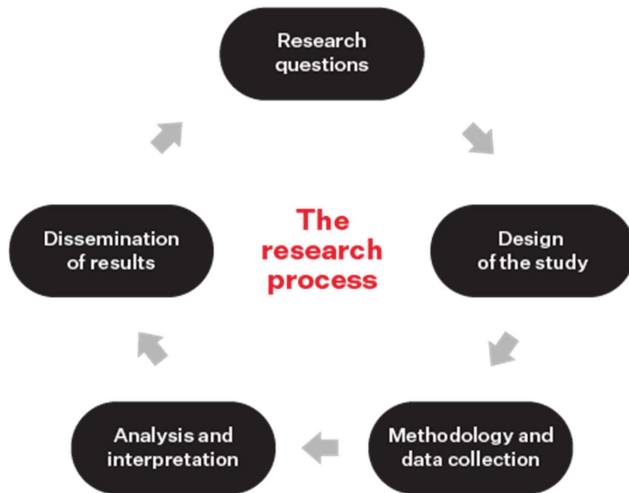 Research
questions
Design
of the study
Methodology and
data collection
Analysis and
interpretation
Dissemination
of results
The
research
process